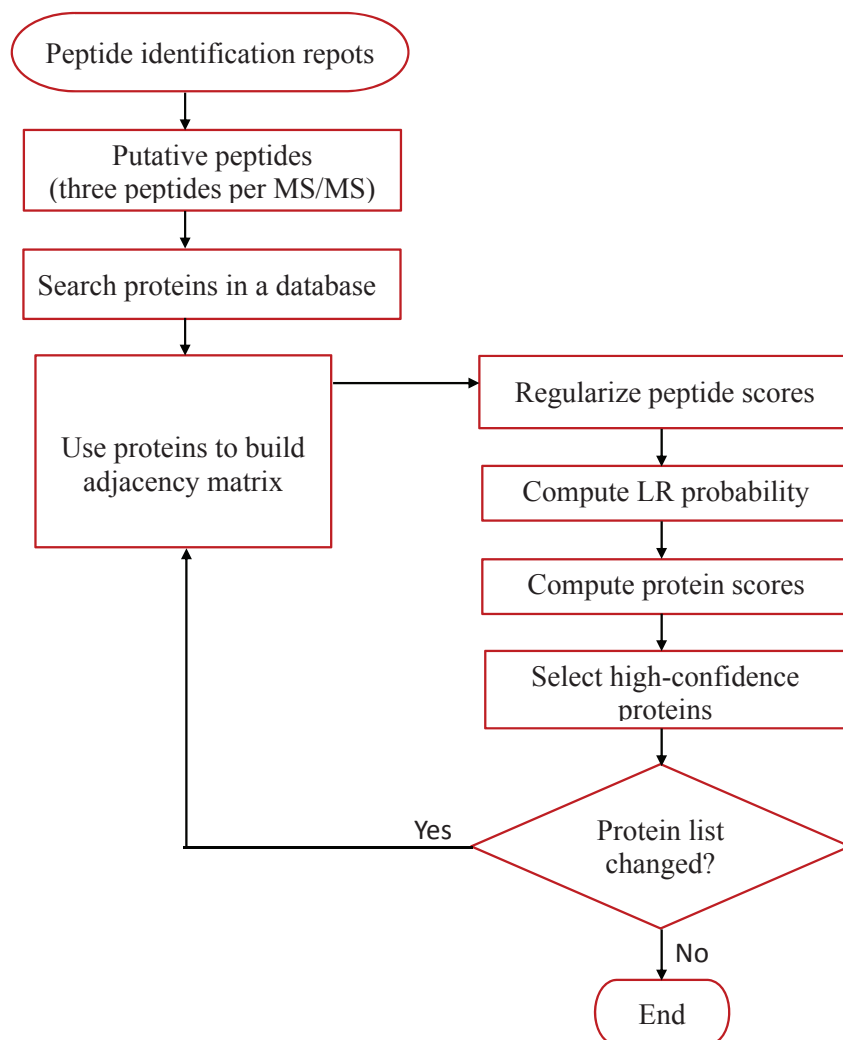 Peptide identification repots
Putative peptides
(three peptides per MS/MS)
Search proteins in a database
Use proteins to build
adjacency matrix
Regularize peptide scores
Compute LR probability
Compute protein scores
Select high-confidence
proteins
Protein list
changed?
Yes
No
End